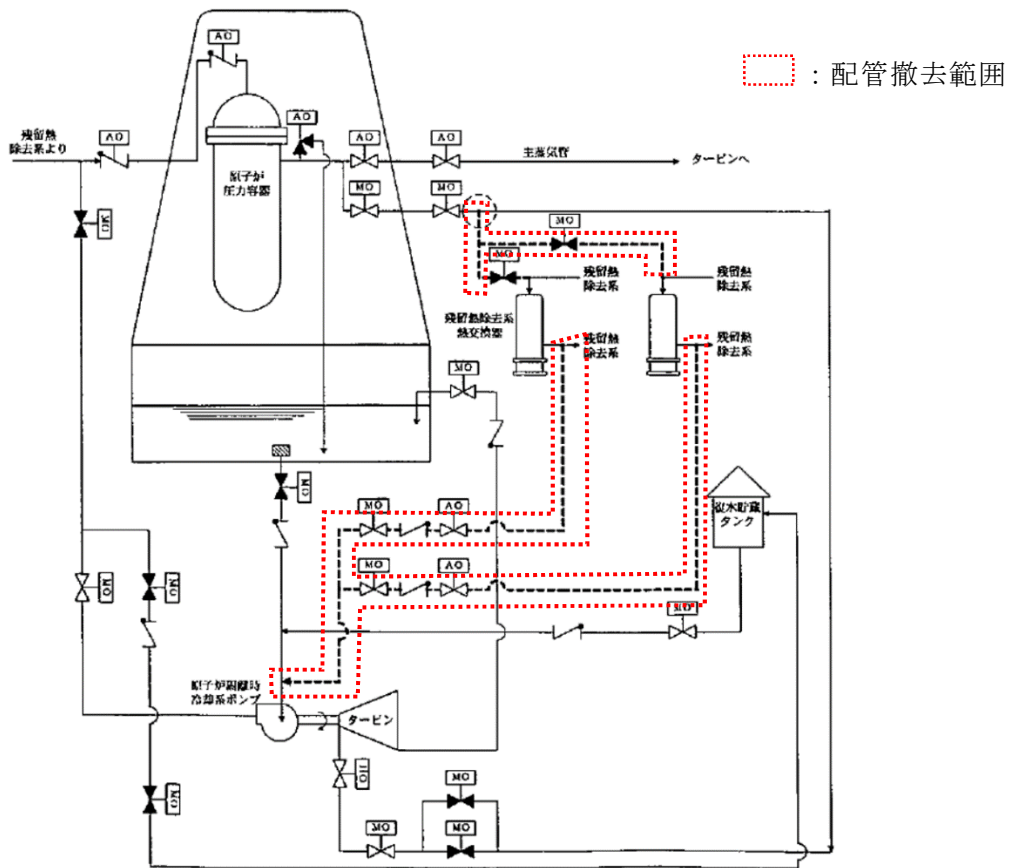 ：配管撤去範囲
AO
残留熱
除去系より
AO
AO
AO
AO
主蒸気管
タービンへ
原子炉
圧力容器
MO
MO
MO
MO
MO
残留熱
除去系
残留熱
除去系
残留熱除去系
熱交換器
残留熱
除去系
残留熱
除去系
MO
MO
MO
AO
復水貯蔵
タンク
MO
AO
MO
MO
MO
原子炉隔離時
冷却系ポンプ
タービン
MO
MO
MO
MO
MO